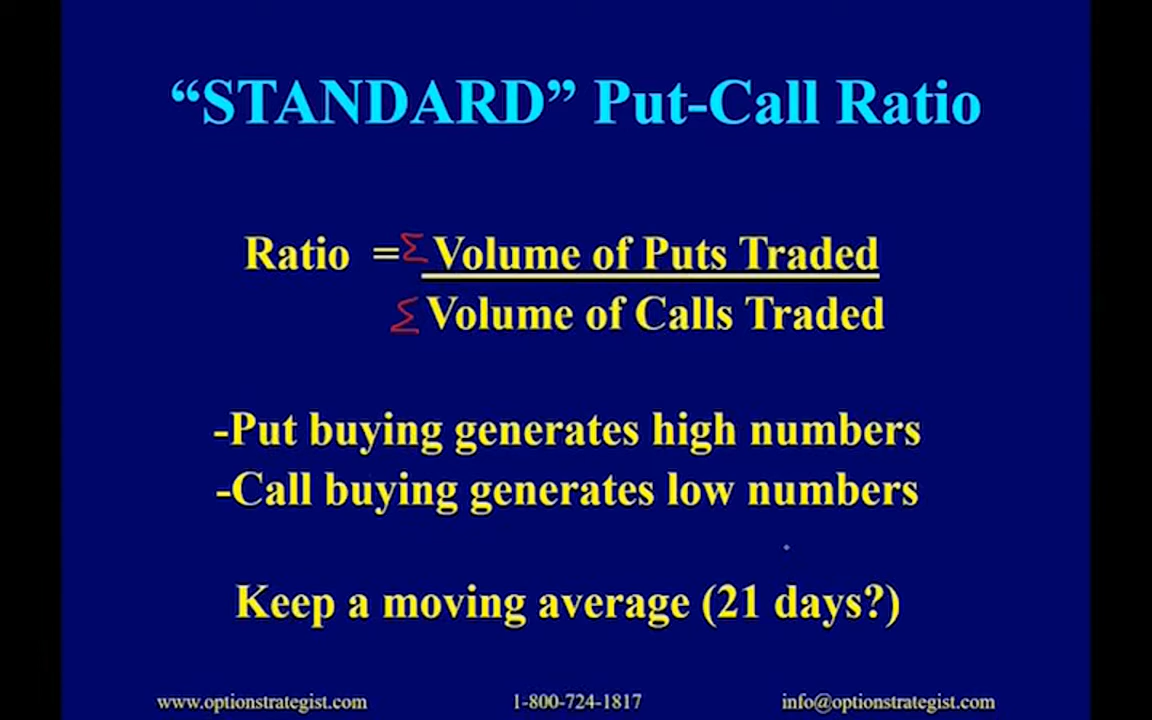 “STANDARD” Put-Call Ratio
Ratio =Σ Volume of Puts Traded
Σ Volume of Calls Traded
-Put buying generates high numbers
-Call buying generates low numbers
Keep a moving average (21 days?)
www.optionstrategist.com 1-800-724-1817 info@optionstrategist.com